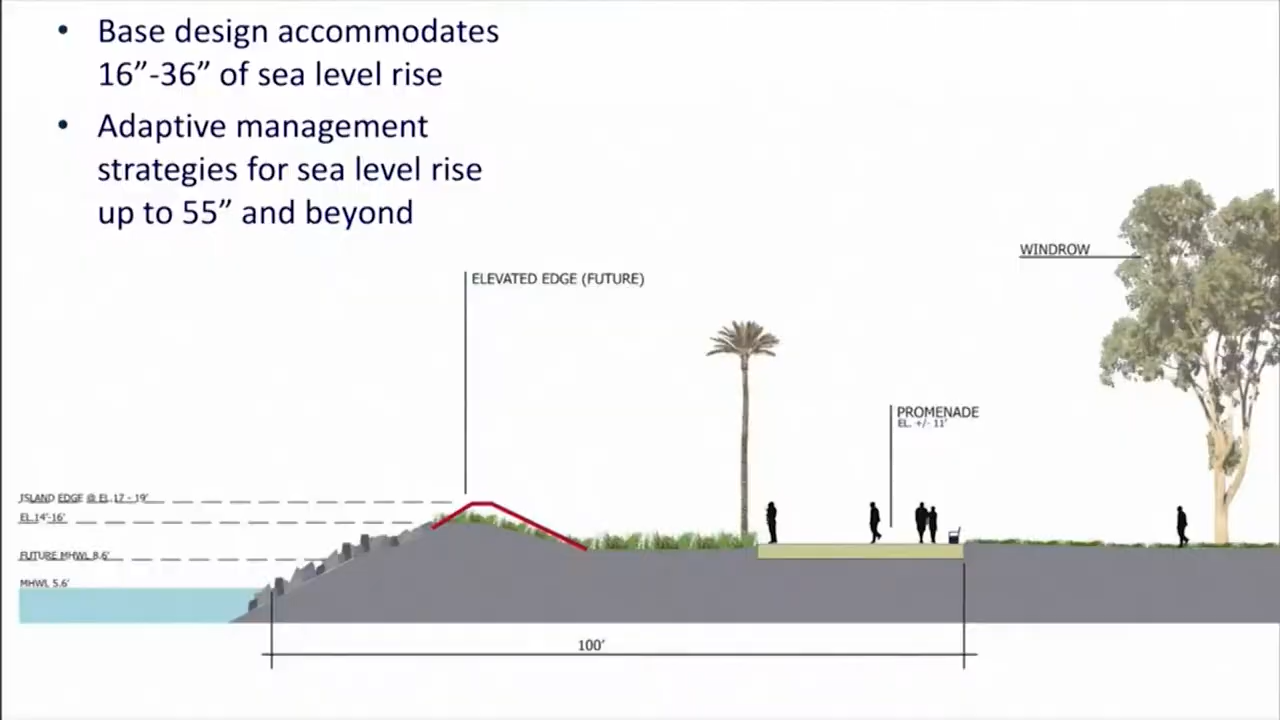 • Base design accommodates
16”-36” of sea level rise
• Adaptive management
strategies for sea level rise
up to 55” and beyond
WINDROW
ELEVATED EDGE (FUTURE)
PROMENADE
EL. +/- 11'
ISLAND EDGE @ EL.17 - 19'
EL.14'-16'
FUTURE MHWL 8.6'
MHWL 5.6'
100'